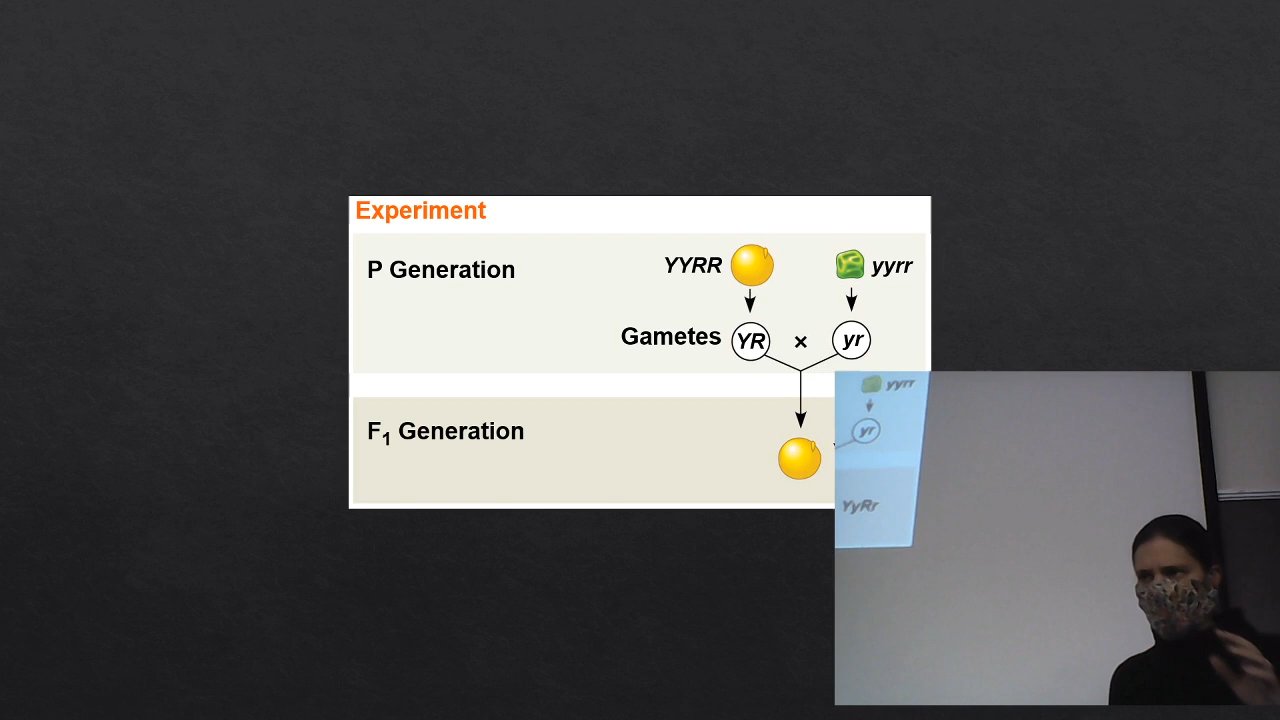 Experiment
P Generation
YYRR
yyrr
Gametes
YR
×
yr
F₁ Generation
yyrr
yr
YyRr